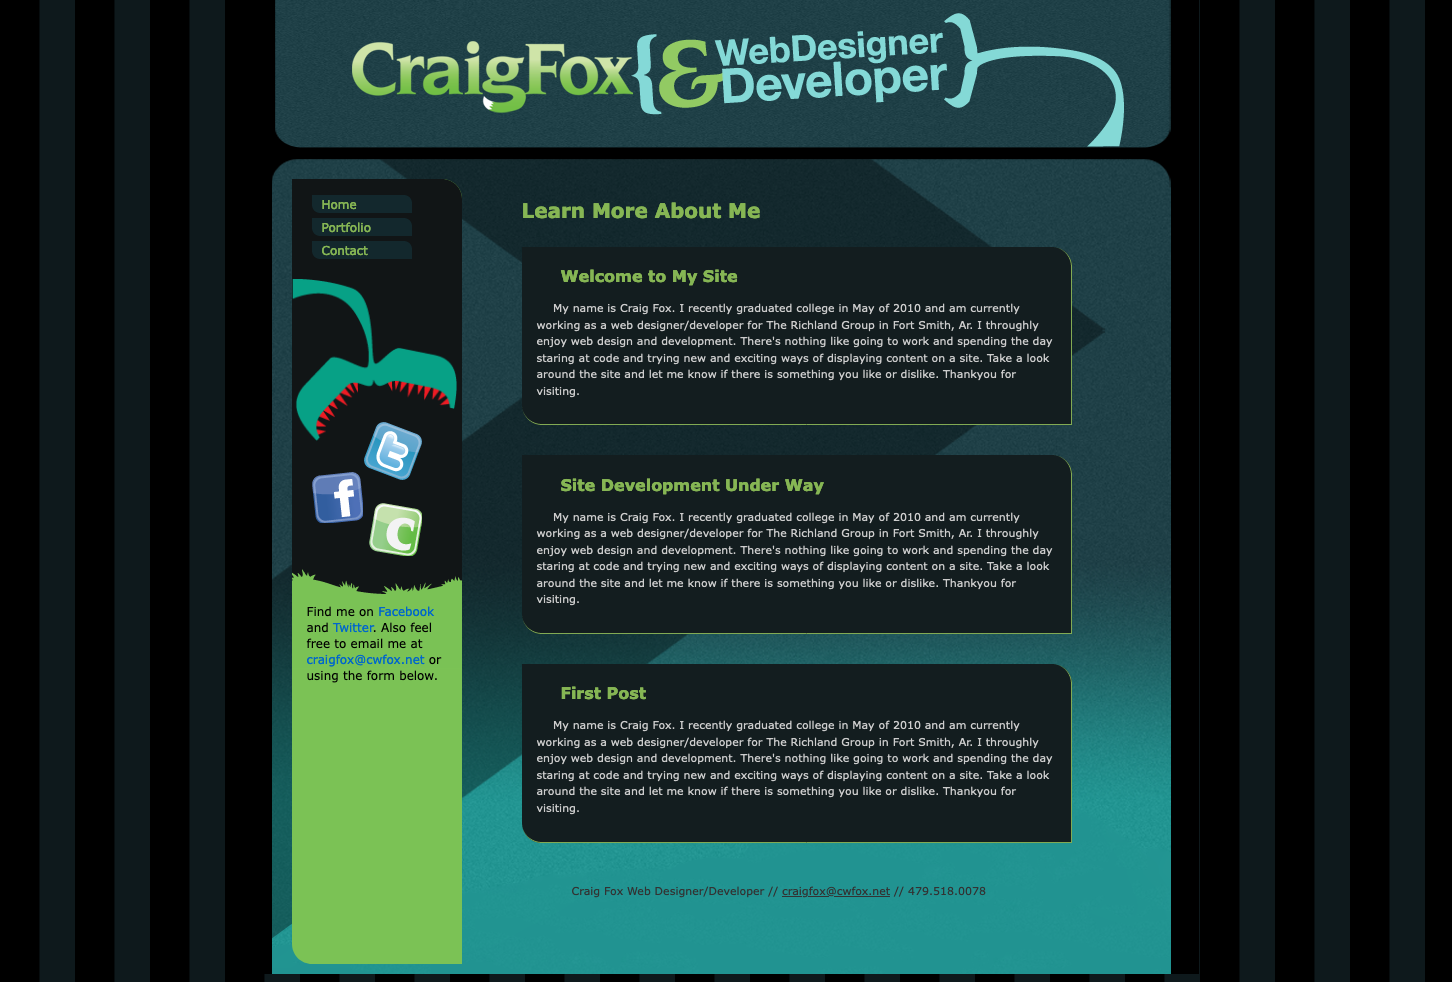 CraigFox{& WebDesigner
Developer}
Home
Portfolio
Contact
f
t
c
Find me on Facebook
and Twitter. Also feel
free to email me at
craigfox@cwfox.net or
using the form below.
Learn More About Me
Welcome to My Site
My name is Craig Fox. I recently graduated college in May of 2010 and am currently
working as a web designer/developer for The Richland Group in Fort Smith, Ar. I throughly
enjoy web design and development. There's nothing like going to work and spending the day
staring at code and trying new and exciting ways of displaying content on a site. Take a look
around the site and let me know if there is something you like or dislike. Thankyou for
visiting.
Site Development Under Way
My name is Craig Fox. I recently graduated college in May of 2010 and am currently
working as a web designer/developer for The Richland Group in Fort Smith, Ar. I throughly
enjoy web design and development. There's nothing like going to work and spending the day
staring at code and trying new and exciting ways of displaying content on a site. Take a look
around the site and let me know if there is something you like or dislike. Thankyou for
visiting.
First Post
My name is Craig Fox. I recently graduated college in May of 2010 and am currently
working as a web designer/developer for The Richland Group in Fort Smith, Ar. I throughly
enjoy web design and development. There's nothing like going to work and spending the day
staring at code and trying new and exciting ways of displaying content on a site. Take a look
around the site and let me know if there is something you like or dislike. Thankyou for
visiting.
Craig Fox Web Designer/Developer // craigfox@cwfox.net // 479.518.0078